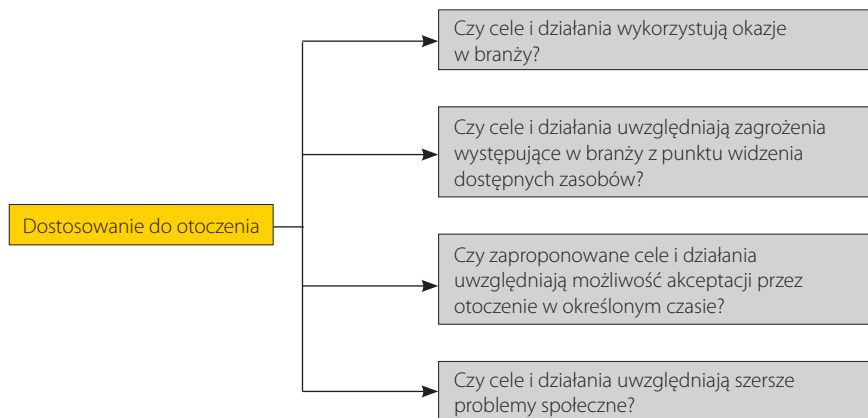 Czy cele i działania wykorzystują okazje
w branży?
Czy cele i działania uwzględniają zagrożenia
występujące w branży z punktu widzenia
dostępnych zasobów?
Dostosowanie do otoczenia
Czy zaproponowane cele i działania
uwzględniają możliwość akceptacji przez
otoczenie w określonym czasie?
Czy cele i działania uwzględniają szersze
problemy społeczne?